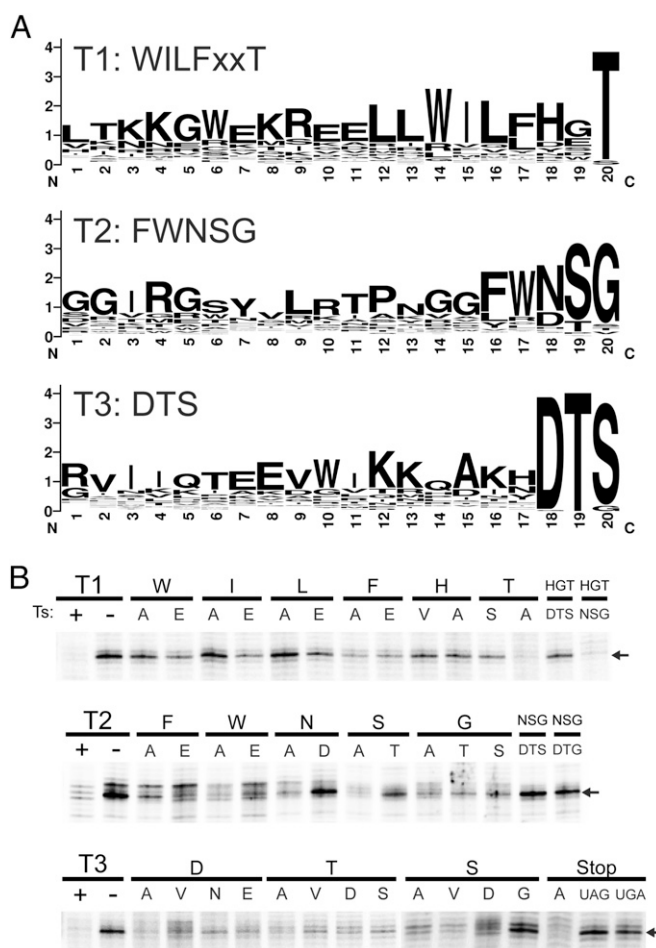 A
4
3
2
1
0
T1: WILFxxT
LTKKGWEKREELLWILFHGT
N 1 2 3 4 5 6 7 8 9 10 11 12 13 14 15 16 17 18 19 20 C
4
3
2
1
0
T2: FWNSG
GGIRGSYVLRTPNGGFWNSG
D T
N 1 2 3 4 5 6 7 8 9 10 11 12 13 14 15 16 17 18 19 20 C
4
3
2
1
0
T3: DTS
RVIIQTEEVWIKKQAKHDTS
N 1 2 3 4 5 6 7 8 9 10 11 12 13 14 15 16 17 18 19 20 C
B
T1 W I L F H T HGT HGT
Ts: + - A E A E A E A E V A S A DTS NSG
T2 F W N S G NSG NSG
+ - A E A E A D A T A T S DTS DTG
T3 D T S Stop
+ - A V N E A V D S A V D G A UAG UGA